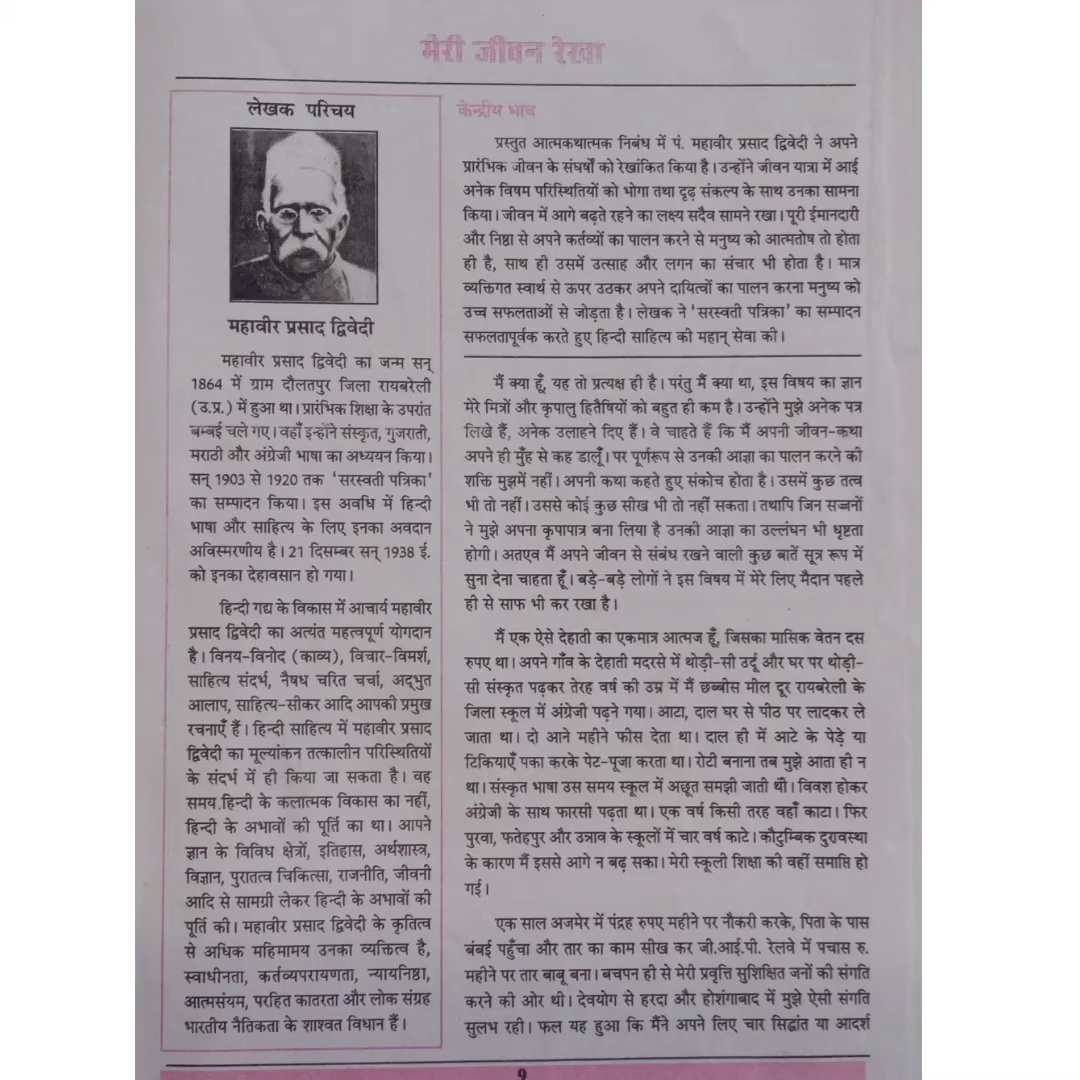 मेरी जीवन रेखा
लेखक परिचय
महावीर प्रसाद द्विवेदी
महावीर प्रसाद द्विवेदी का जन्म सन्
1864 में ग्राम दौलतपुर जिला रायबरेली
(उ.प्र.) में हुआ था। प्रारंभिक शिक्षा के उपरांत
बम्बई चले गए। वहाँ इन्होंने संस्कृत, गुजराती,
मराठी और अंग्रेजी भाषा का अध्ययन किया।
सन् 1903 से 1920 तक ‘सरस्वती पत्रिका’
का सम्पादन किया। इस अवधि में हिन्दी
भाषा और साहित्य के लिए इनका अवदान
अविस्मरणीय है। 21 दिसम्बर सन् 1938 ई.
को इनका देहावसान हो गया।
हिन्दी गद्य के विकास में आचार्य महावीर
प्रसाद द्विवेदी का अत्यंत महत्वपूर्ण योगदान
है। विनय-विनोद (काव्य), विचार-विमर्श,
साहित्य संदर्भ, नैषध चरित चर्चा, अद्भुत
आलाप, साहित्य-सीकर आदि आपकी प्रमुख
रचनाएँ हैं। हिन्दी साहित्य में महावीर प्रसाद
द्विवेदी का मूल्यांकन तत्कालीन परिस्थितियों
के संदर्भ में ही किया जा सकता है। वह
समय.हिन्दी के कलात्मक विकास का नहीं,
हिन्दी के अभावों की पूर्ति का था। आपने
ज्ञान के विविध क्षेत्रों, इतिहास, अर्थशास्त्र,
विज्ञान, पुरातत्व चिकित्सा, राजनीति, जीवनी
आदि से सामग्री लेकर हिन्दी के अभावों की
पूर्ति की। महावीर प्रसाद द्विवेदी के कृतित्व
से अधिक महिमामय उनका व्यक्तित्व है,
स्वाधीनता, कर्तव्यपरायणता, न्यायनिष्ठा,
आत्मसंयम, परहित कातरता और लोक संग्रह
भारतीय नैतिकता के शाश्वत विधान हैं।
केन्द्रीय भाव
प्रस्तुत आत्मकथात्मक निबंध में पं. महावीर प्रसाद द्विवेदी ने अपने
प्रारंभिक जीवन के संघर्षों को रेखांकित किया है। उन्होंने जीवन यात्रा में आई
अनेक विषम परिस्थितियों को भोगा तथा दृढ़ संकल्प के साथ उनका सामना
किया। जीवन में आगे बढ़ते रहने का लक्ष्य सदैव सामने रखा। पूरी ईमानदारी
और निष्ठा से अपने कर्तव्यों का पालन करने से मनुष्य को आत्मतोष तो होता
ही है, साथ ही उसमें उत्साह और लगन का संचार भी होता है। मात्र
व्यक्तिगत स्वार्थ से ऊपर उठकर अपने दायित्वों का पालन करना मनुष्य को
उच्च सफलताओं से जोड़ता है। लेखक ने ‘सरस्वती पत्रिका’ का सम्पादन
सफलतापूर्वक करते हुए हिन्दी साहित्य की महान् सेवा की।
मैं क्या हूँ, यह तो प्रत्यक्ष ही है। परंतु मैं क्या था, इस विषय का ज्ञान
मेरे मित्रों और कृपालु हितैषियों को बहुत ही कम है। उन्होंने मुझे अनेक पत्र
लिखे हैं, अनेक उलाहने दिए हैं। वे चाहते हैं कि मैं अपनी जीवन-कथा
अपने ही मुँह से कह डालूँ। पर पूर्णरूप से उनकी आज्ञा का पालन करने की
शक्ति मुझमें नहीं। अपनी कथा कहते हुए संकोच होता है। उसमें कुछ तत्व
भी तो नहीं। उससे कोई कुछ सीख भी तो नहीं सकता। तथापि जिन सज्जनों
ने मुझे अपना कृपापात्र बना लिया है उनकी आज्ञा का उल्लंघन भी धृष्टता
होगी। अतएव मैं अपने जीवन से संबंध रखने वाली कुछ बातें सूत्र रूप में
सुना देना चाहता हूँ। बड़े-बड़े लोगों ने इस विषय में मेरे लिए मैदान पहले
ही से साफ भी कर रखा है।
मैं एक ऐसे देहाती का एकमात्र आत्मज हूँ, जिसका मासिक वेतन दस
रुपए था। अपने गाँव के देहाती मदरसे में थोड़ी-सी उर्दू और घर पर थोड़ी-
सी संस्कृत पढ़कर तेरह वर्ष की उम्र में मैं छब्बीस मील दूर रायबरेली के
जिला स्कूल में अंग्रेजी पढ़ने गया। आटा, दाल घर से पीठ पर लादकर ले
जाता था। दो आने महीने फीस देता था। दाल ही में आटे के पेड़े या
टिकियाएँ पका करके पेट-पूजा करता था। रोटी बनाना तब मुझे आता ही न
था। संस्कृत भाषा उस समय स्कूल में अछूत समझी जाती थी। विवश होकर
अंग्रेजी के साथ फारसी पढ़ता था। एक वर्ष किसी तरह वहाँ काटा। फिर
पुरवा, फतेहपुर और उन्नाव के स्कूलों में चार वर्ष काटे। कौटुम्बिक दुरावस्था
के कारण मैं इससे आगे न बढ़ सका। मेरी स्कूली शिक्षा की वहीं समाप्ति हो
गई।
एक साल अजमेर में पंद्रह रुपए महीने पर नौकरी करके, पिता के पास
बंबई पहुँचा और तार का काम सीख कर जी.आई.पी. रेलवे में पचास रु.
महीने पर तार बाबू बना। बचपन ही से मेरी प्रवृत्ति सुशिक्षित जनों की संगति
करने की ओर थी। देवयोग से हरदा और होशंगाबाद में मुझे ऐसी संगति
सुलभ रही। फल यह हुआ कि मैंने अपने लिए चार सिद्धांत या आदर्श
9